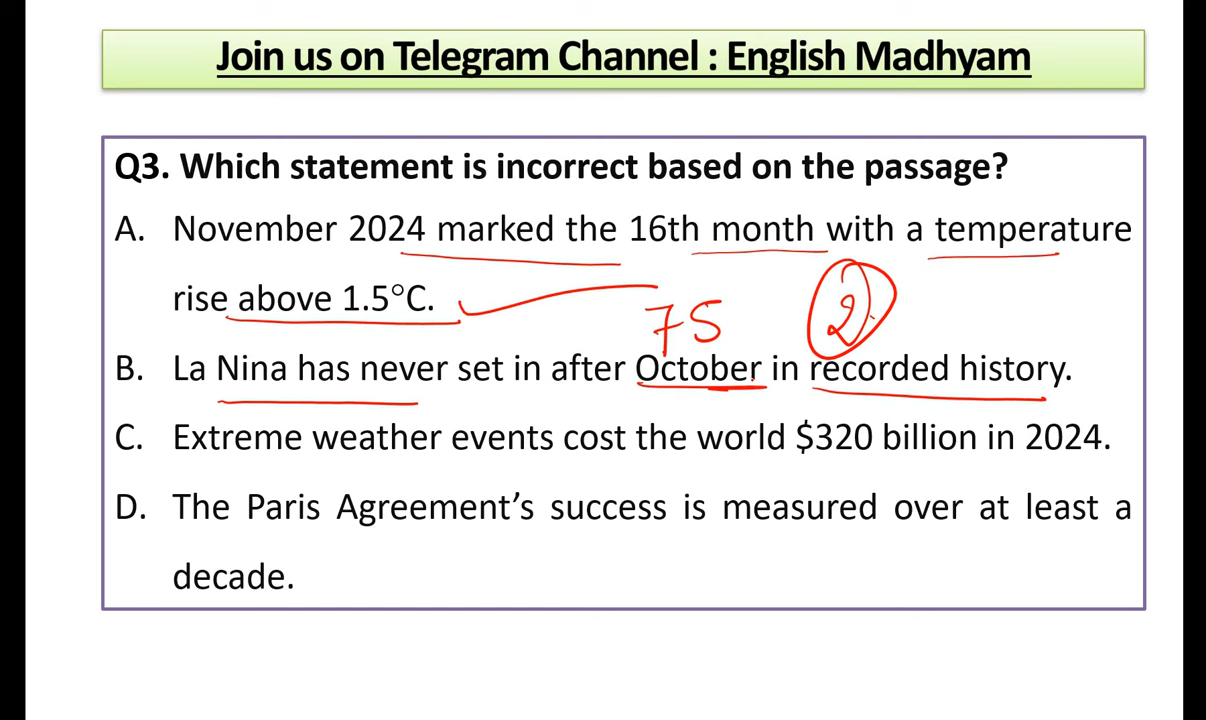 Join us on Telegram Channel : English Madhyam
Q3. Which statement is incorrect based on the passage?
A. November 2024 marked the 16th month with a temperature
rise above 1.5°C.
75 2
B. La Nina has never set in after October in recorded history.
C. Extreme weather events cost the world $320 billion in 2024.
D. The Paris Agreement's success is measured over at least a
decade.